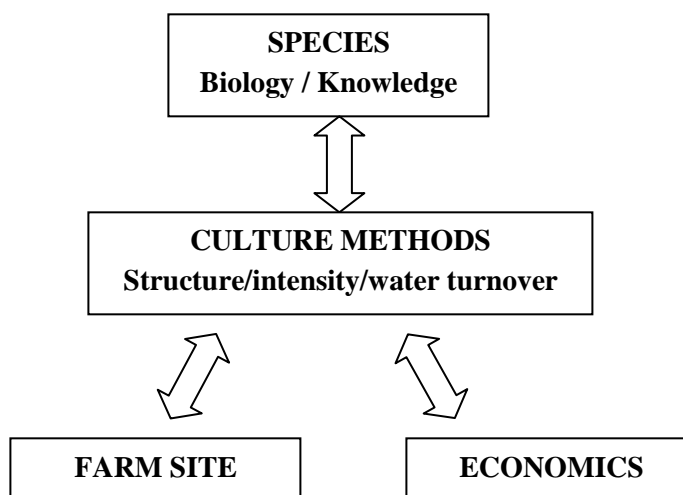 SPECIES
Biology / Knowledge
CULTURE METHODS
Structure/intensity/water turnover
FARM SITE
ECONOMICS